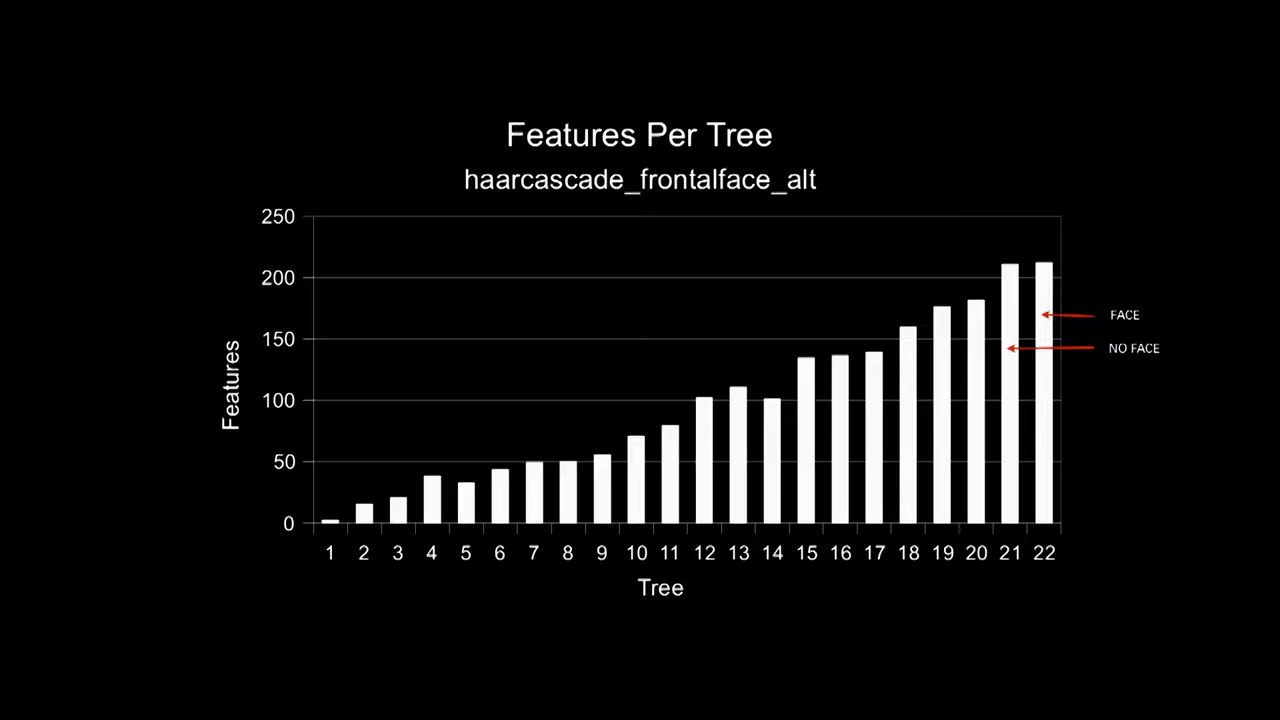 Features Per Tree
haarcascade_frontalface_alt
250
200
150
100
50
0
Features
FACE
NO FACE
1 2 3 4 5 6 7 8 9 10 11 12 13 14 15 16 17 18 19 20 21 22
Tree